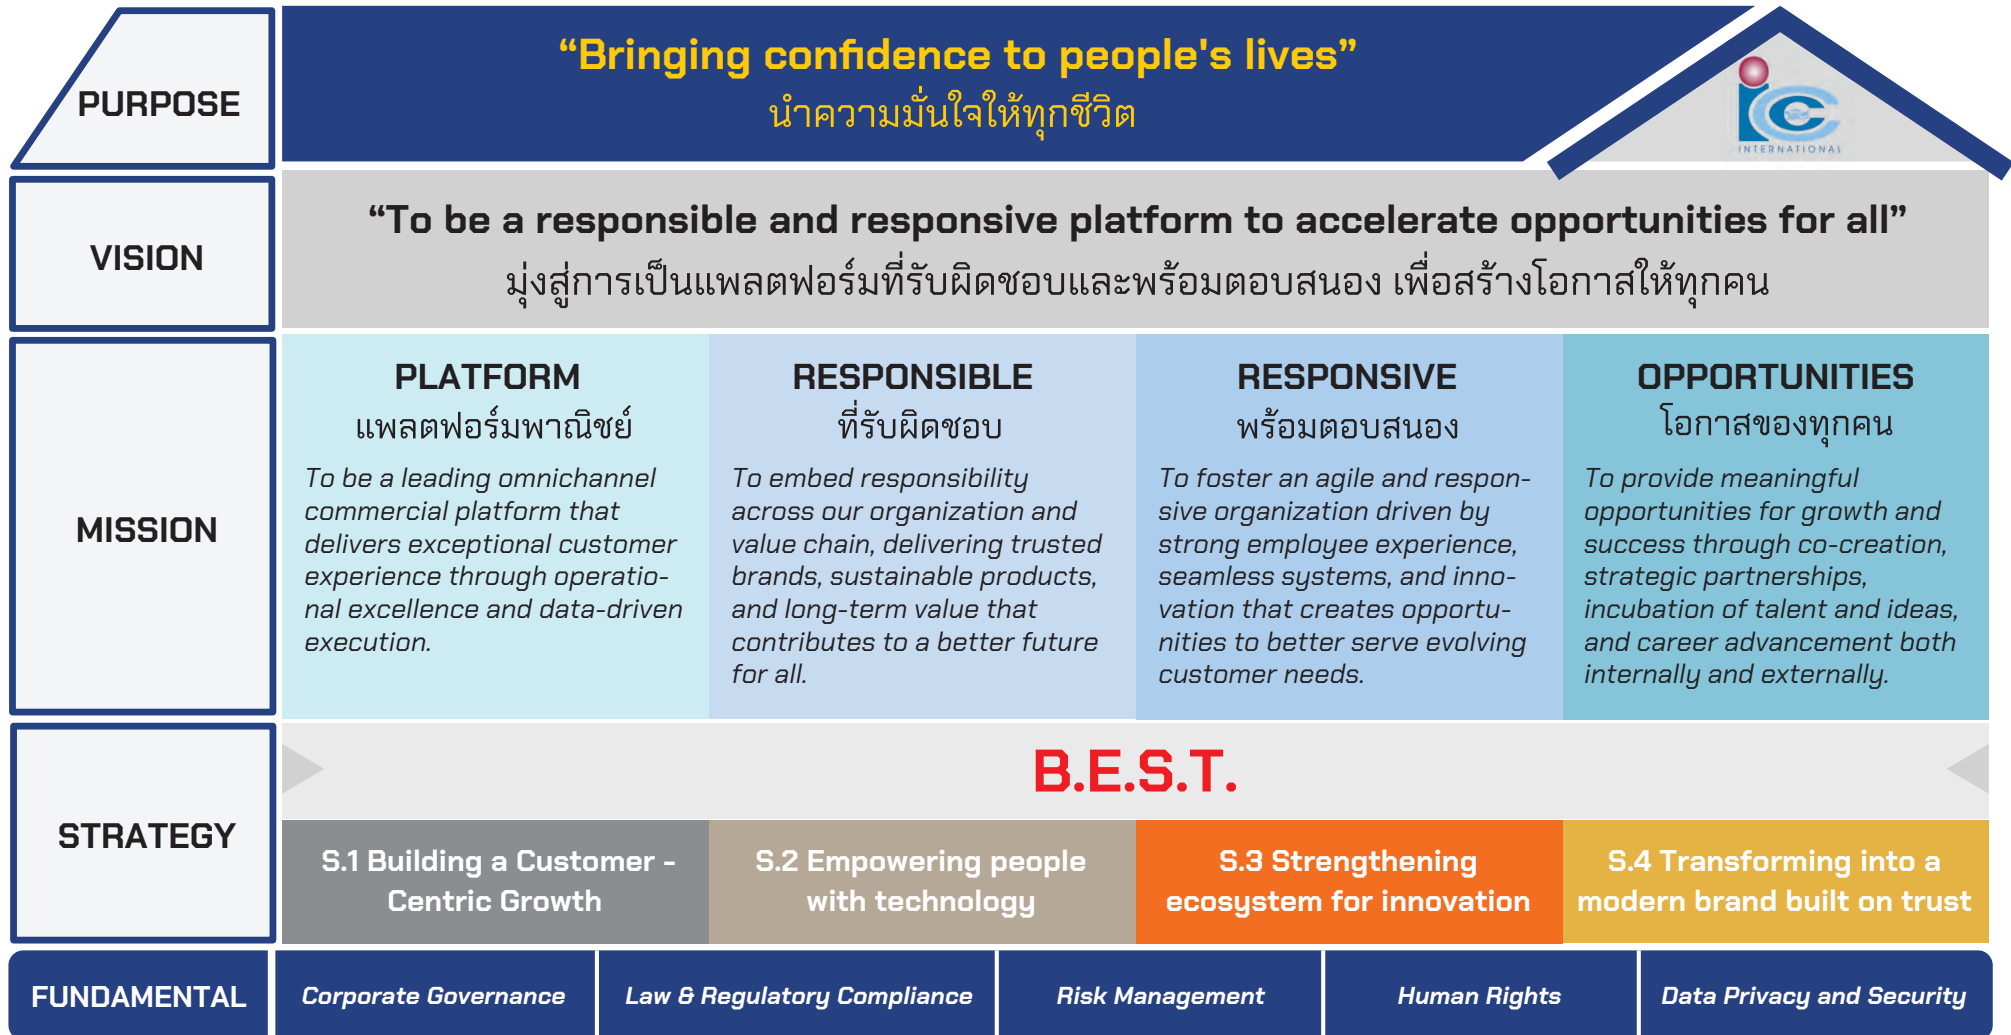 PURPOSE
“Bringing confidence to people's lives”
นำความมั่นใจให้ทุกชีวิต
icc
INTERNATIONAL
VISION
“To be a responsible and responsive platform to accelerate opportunities for all”
มุ่งสู่การเป็นแพลตฟอร์มที่รับผิดชอบและพร้อมตอบสนอง เพื่อสร้างโอกาสให้ทุกคน
MISSION
PLATFORM
แพลตฟอร์มพาณิชย์
To be a leading omnichannel
commercial platform that
delivers exceptional customer
experience through operatio-
nal excellence and data-driven
execution.
RESPONSIBLE
ที่รับผิดชอบ
To embed responsibility
across our organization and
value chain, delivering trusted
brands, sustainable products,
and long-term value that
contributes to a better future
for all.
RESPONSIVE
พร้อมตอบสนอง
To foster an agile and respon-
sive organization driven by
strong employee experience,
seamless systems, and inno-
vation that creates opportu-
nities to better serve evolving
customer needs.
OPPORTUNITIES
โอกาสของทุกคน
To provide meaningful
opportunities for growth and
success through co-creation,
strategic partnerships,
incubation of talent and ideas,
and career advancement both
internally and externally.
STRATEGY
B.E.S.T.
S.1 Building a Customer -
Centric Growth
S.2 Empowering people
with technology
S.3 Strengthening
ecosystem for innovation
S.4 Transforming into a
modern brand built on trust
FUNDAMENTAL
Corporate Governance
Law & Regulatory Compliance
Risk Management
Human Rights
Data Privacy and Security